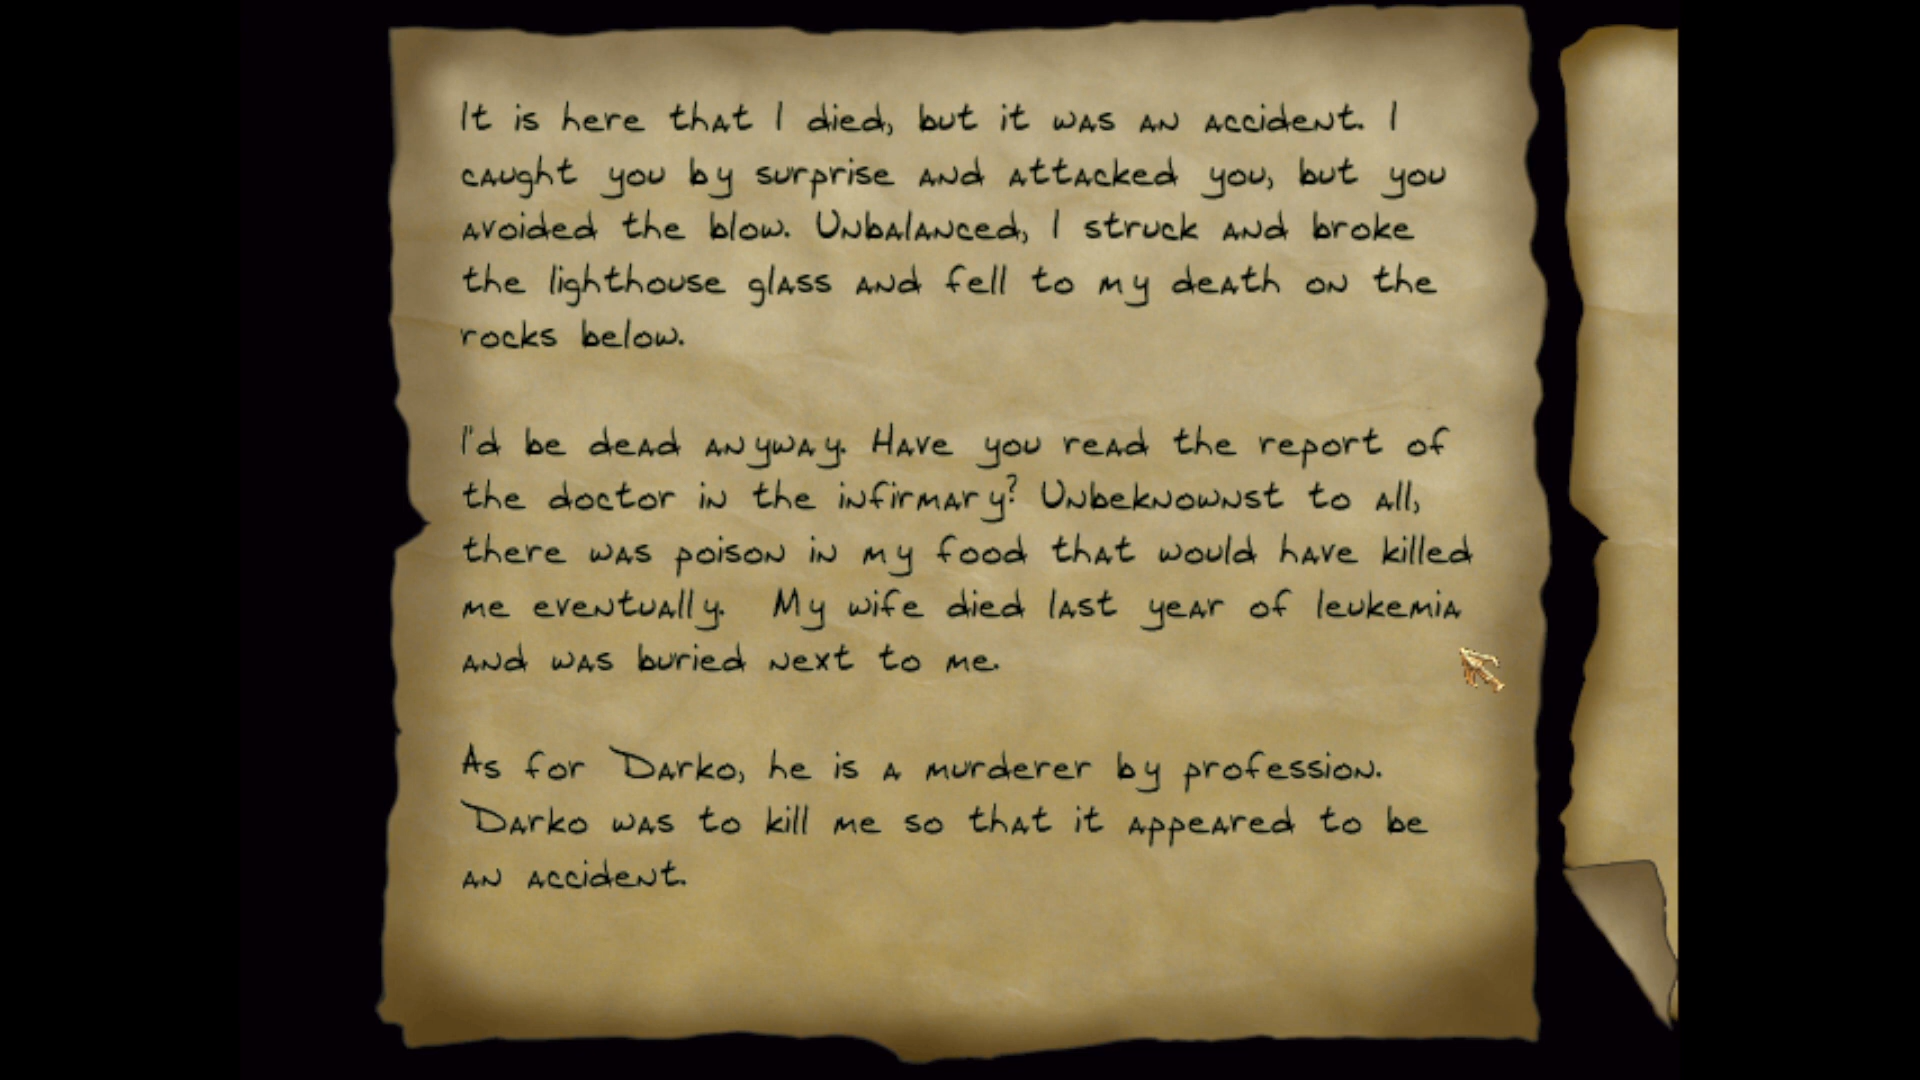 It is here that I died, but it was an accident. I
caught you by surprise and attacked you, but you
avoided the blow. Unbalanced, I struck and broke
the lighthouse glass and fell to my death on the
rocks below.
I'd be dead anyway. Have you read the report of
the doctor in the infirmary? Unbeknownst to all,
there was poison in my food that would have killed
me eventually.  My wife died last year of leukemia
and was buried next to me.
As for Darko, he is a murderer by profession.
Darko was to kill me so that it appeared to be
an accident.